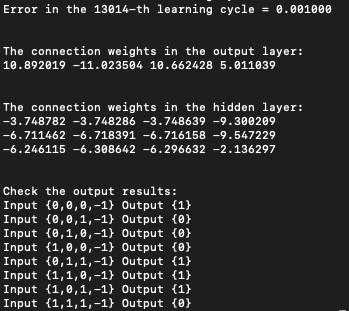 Error in the 13014-th learning cycle = 0.001000
The connection weights in the output layer:
10.892019 -11.023504 10.662428 5.011039
The connection weights in the hidden layer:
-3.748782 -3.748286 -3.748639 -9.300209
-6.711462 -6.718391 -6.716158 -9.547229
-6.246115 -6.308642 -6.296632 -2.136297
Check the output results:
Input {0,0,0,-1} Output {1}
Input {0,0,1,-1} Output {0}
Input {0,1,0,-1} Output {0}
Input {1,0,0,-1} Output {0}
Input {0,1,1,-1} Output {1}
Input {1,1,0,-1} Output {1}
Input {1,0,1,-1} Output {1}
Input {1,1,1,-1} Output {0}